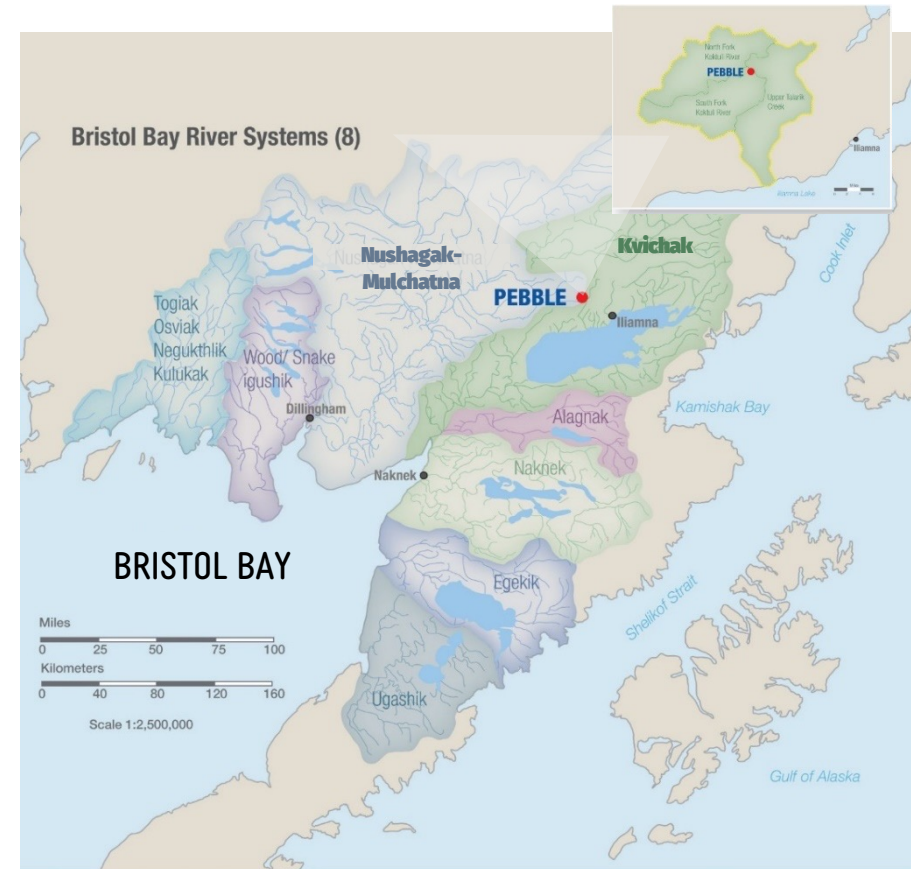 Bristol Bay River Systems (8)
North Fork
Koktuli River
PEBBLE
South Fork
Koktuli River
Upper Talarik
Creek
Iliamna
Iliamna Lake
Nushagak-
Mulchatna
Kvichak
Cook Inlet
PEBBLE
Iliamna
Togiak
Osviak
Negukthlik
Kulukak
Wood/ Snake
igushik
Dillingham
Alagnak
Kamishak Bay
Naknek
Naknek
BRISTOL BAY
Egekik
Shelikof Strait
Ugashik
Miles
0 25 50 75 100
Kilometers
0 40 80 120 160
Scale 1:2,500,000
Gulf of Alaska